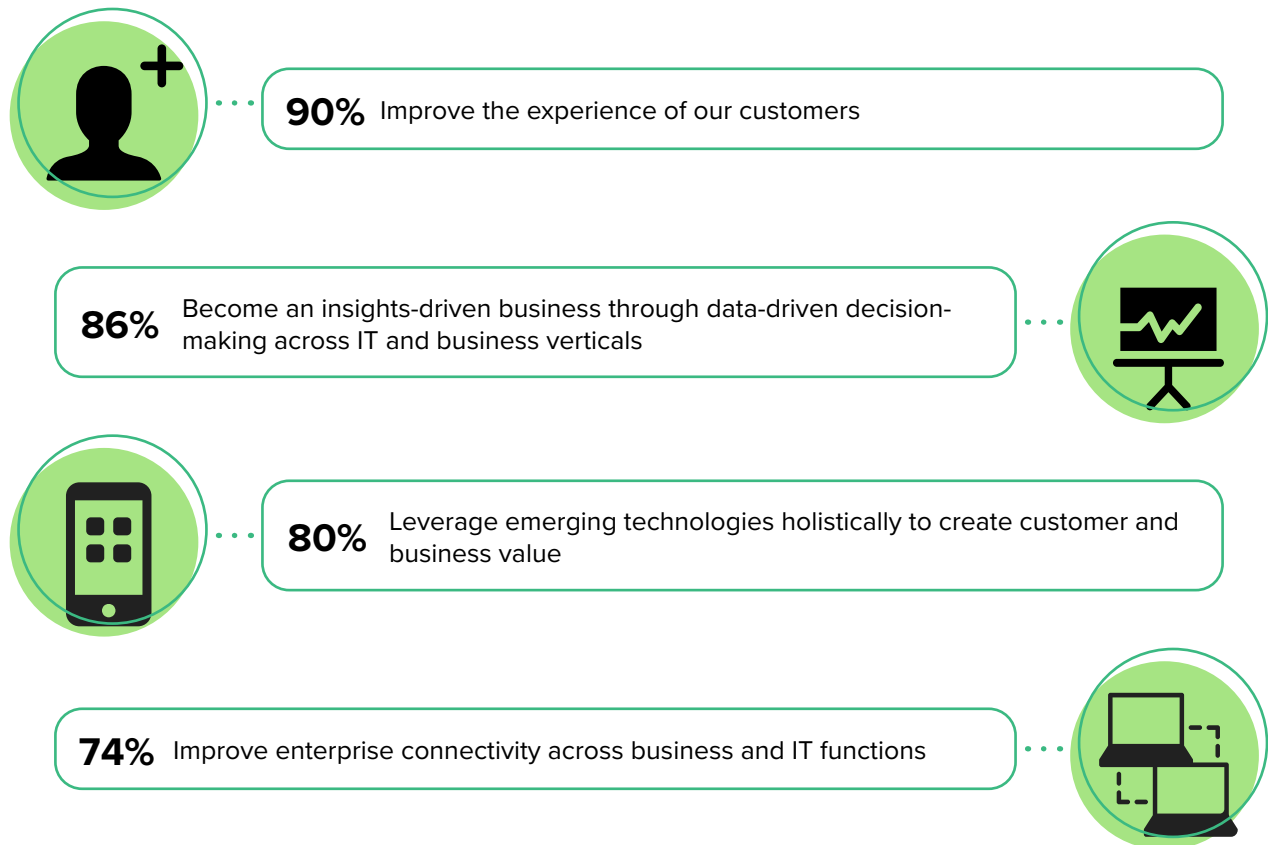 90% Improve the experience of our customers
86% Become an insights-driven business through data-driven decision-
making across IT and business verticals
80% Leverage emerging technologies holistically to create customer and
business value
74% Improve enterprise connectivity across business and IT functions